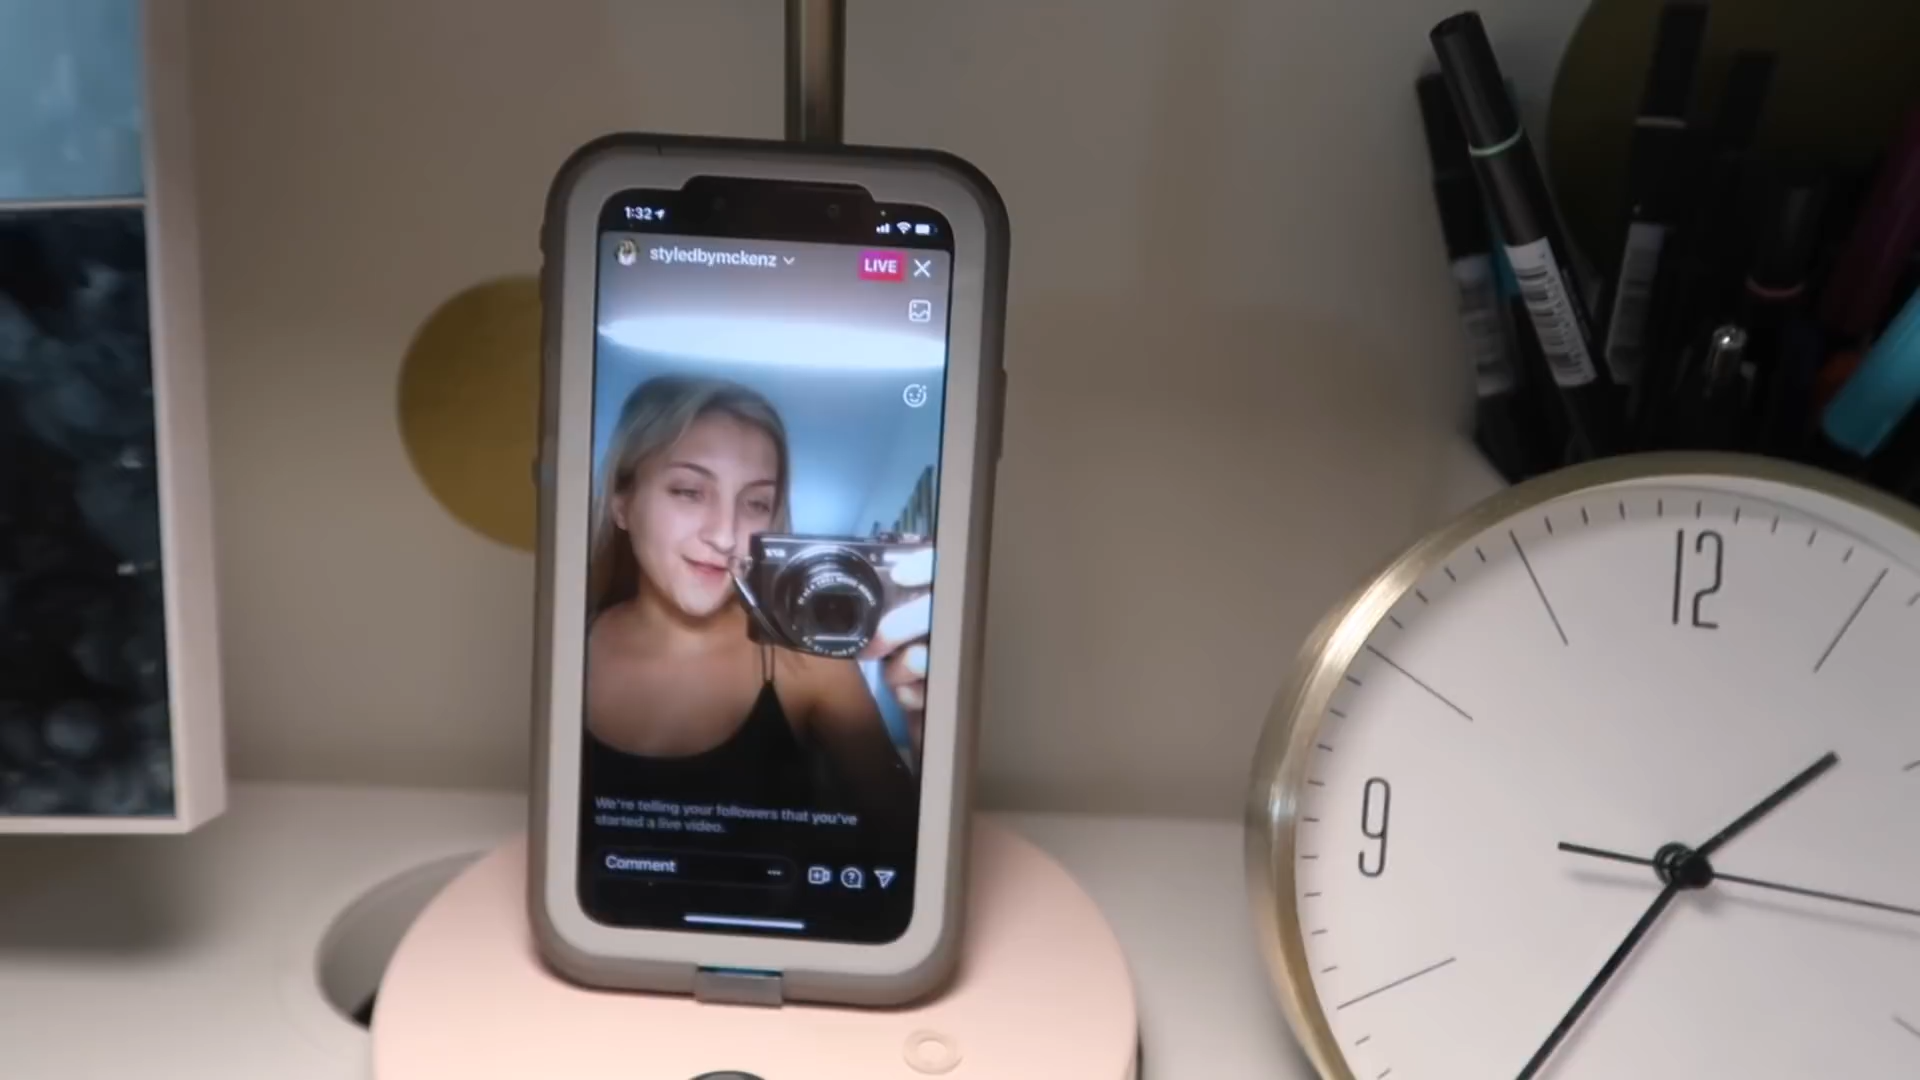 1:32
styledbymckenz
LIVE
We're telling your followers that you've
started a live video.
Comment
12
9